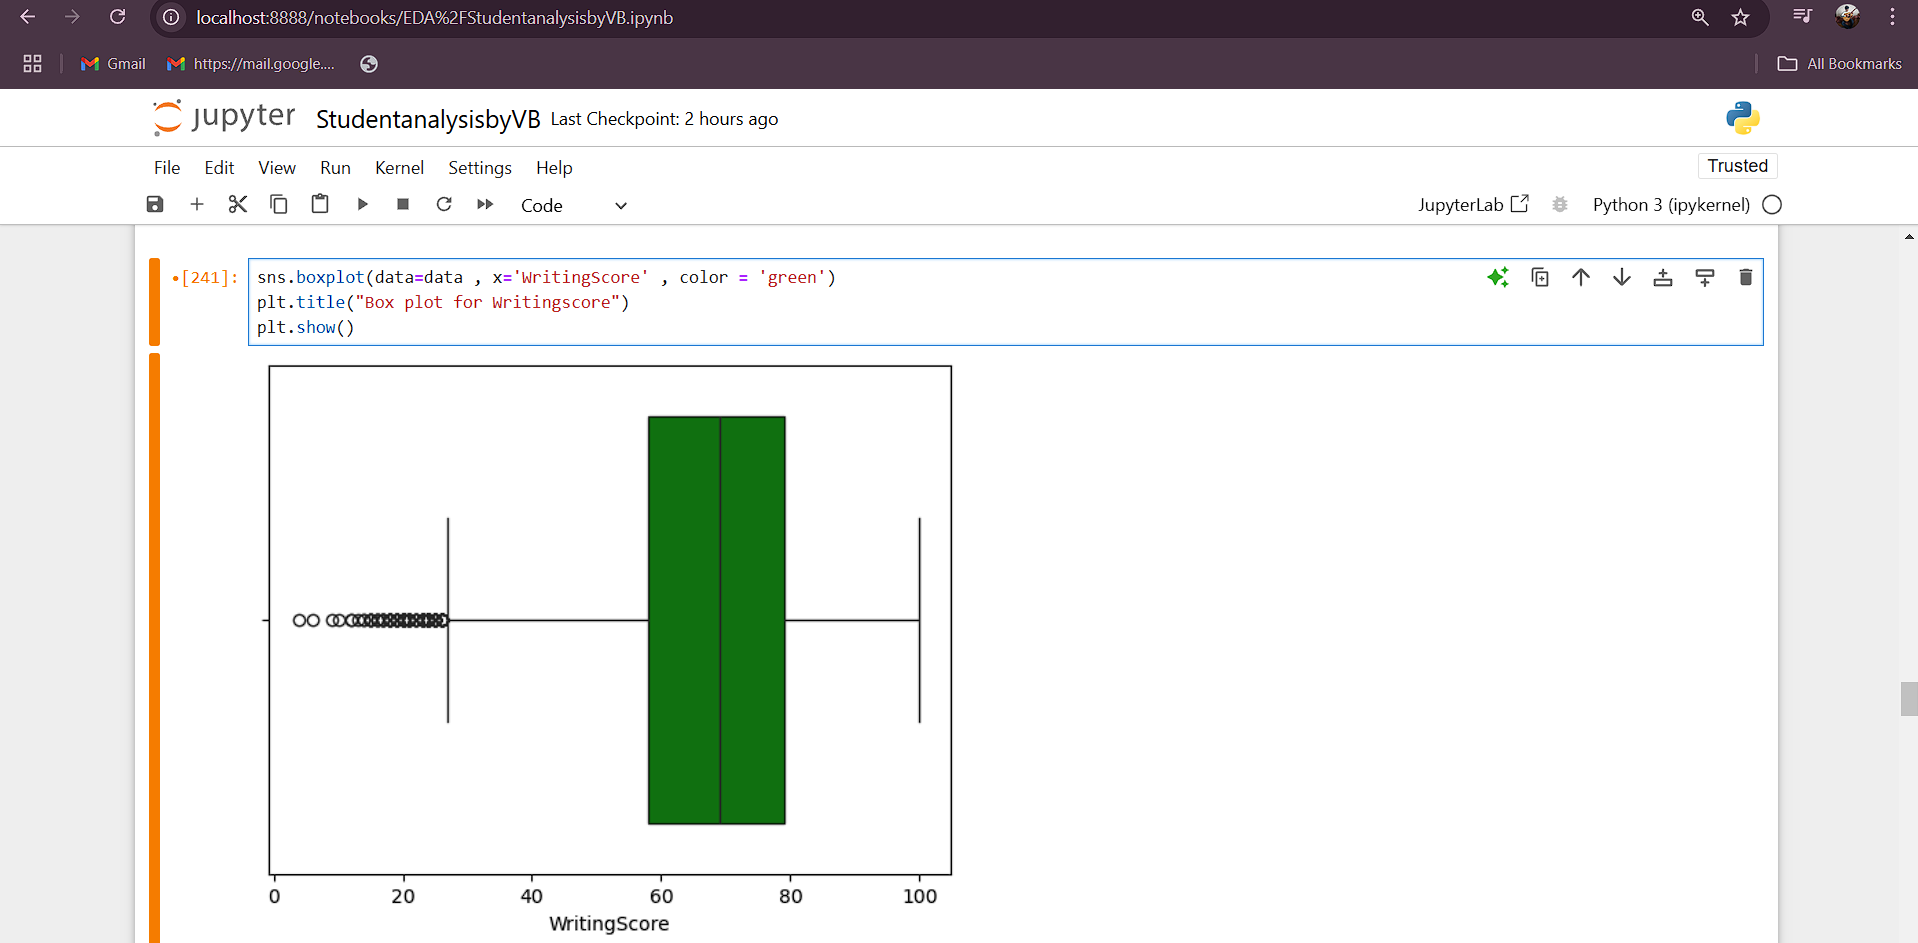 localhost:8888/notebooks/EDA%2FStudentanalysisbyVB.ipynb
Gmail https://mail.google.... All Bookmarks
jupyter StudentanalysisbyVB Last Checkpoint: 2 hours ago
File Edit View Run Kernel Settings Help Trusted
Code JupyterLab Python 3 (ipykernel)
•[241]: sns.boxplot(data=data , x='WritingScore' , color = 'green')
plt.title("Box plot for Writingscore")
plt.show()
0 20 40 60 80 100
WritingScore